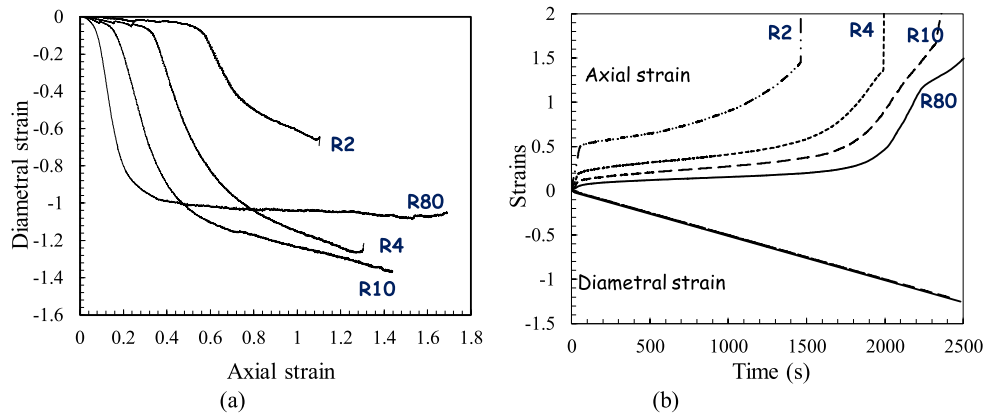 0
-0.2
-0.4
-0.6
-0.8
-1
-1.2
-1.4
-1.6
Diametral strain
R2
R80
R4
R10
0 0.2 0.4 0.6 0.8 1 1.2 1.4 1.6 1.8
Axial strain
(a)
2
1.5
1
0.5
0
-0.5
-1
-1.5
Strains
R2
R4
R10
R80
Axial strain
Diametral strain
0 500 1000 1500 2000 2500
Time (s)
(b)